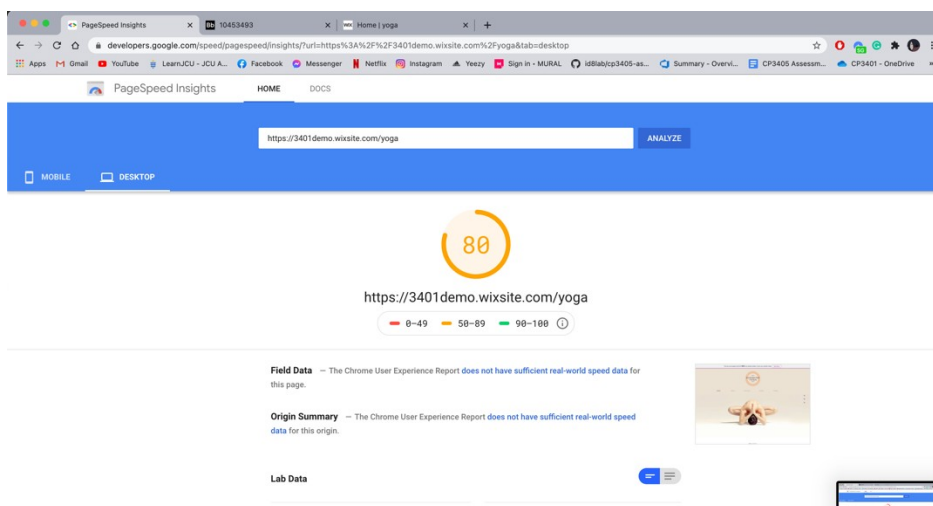 PageSpeed Insights
Bb 10453493
WIX Home | yoga
developers.google.com/speed/pagespeed/insights/?url=https%3A%2F%2F3401demo.wixsite.com%2Fyoga&tab=desktop
Apps Gmail YouTube LearnJCU - JCU A... Facebook Messenger Netflix Instagram Yeezy Sign in - MURAL id8lab/cp3405-as... Summary - Overvi... CP3405 Assessm... CP3401 - OneDrive »
PageSpeed Insights HOME DOCS
https://3401demo.wixsite.com/yoga ANALYZE
MOBILE DESKTOP
80
https://3401demo.wixsite.com/yoga
0–49 50–89 90–100
Field Data — The Chrome User Experience Report does not have sufficient real-world speed data for
this page.
Origin Summary — The Chrome User Experience Report does not have sufficient real-world speed
data for this origin.
Lab Data